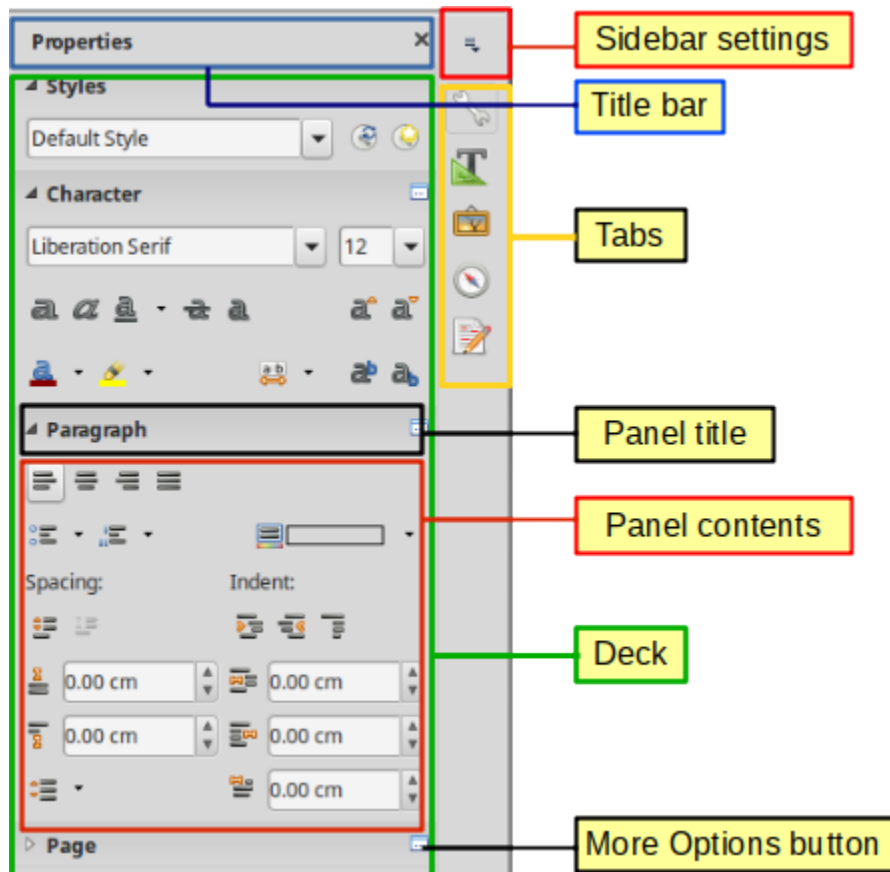 Properties
Sidebar settings
Styles
Title bar
Default Style
Character
Liberation Serif 12
Tabs
Paragraph
Panel title
Panel contents
Spacing: Indent:
Deck
0.00 cm 0.00 cm
0.00 cm 0.00 cm
0.00 cm
Page
More Options button